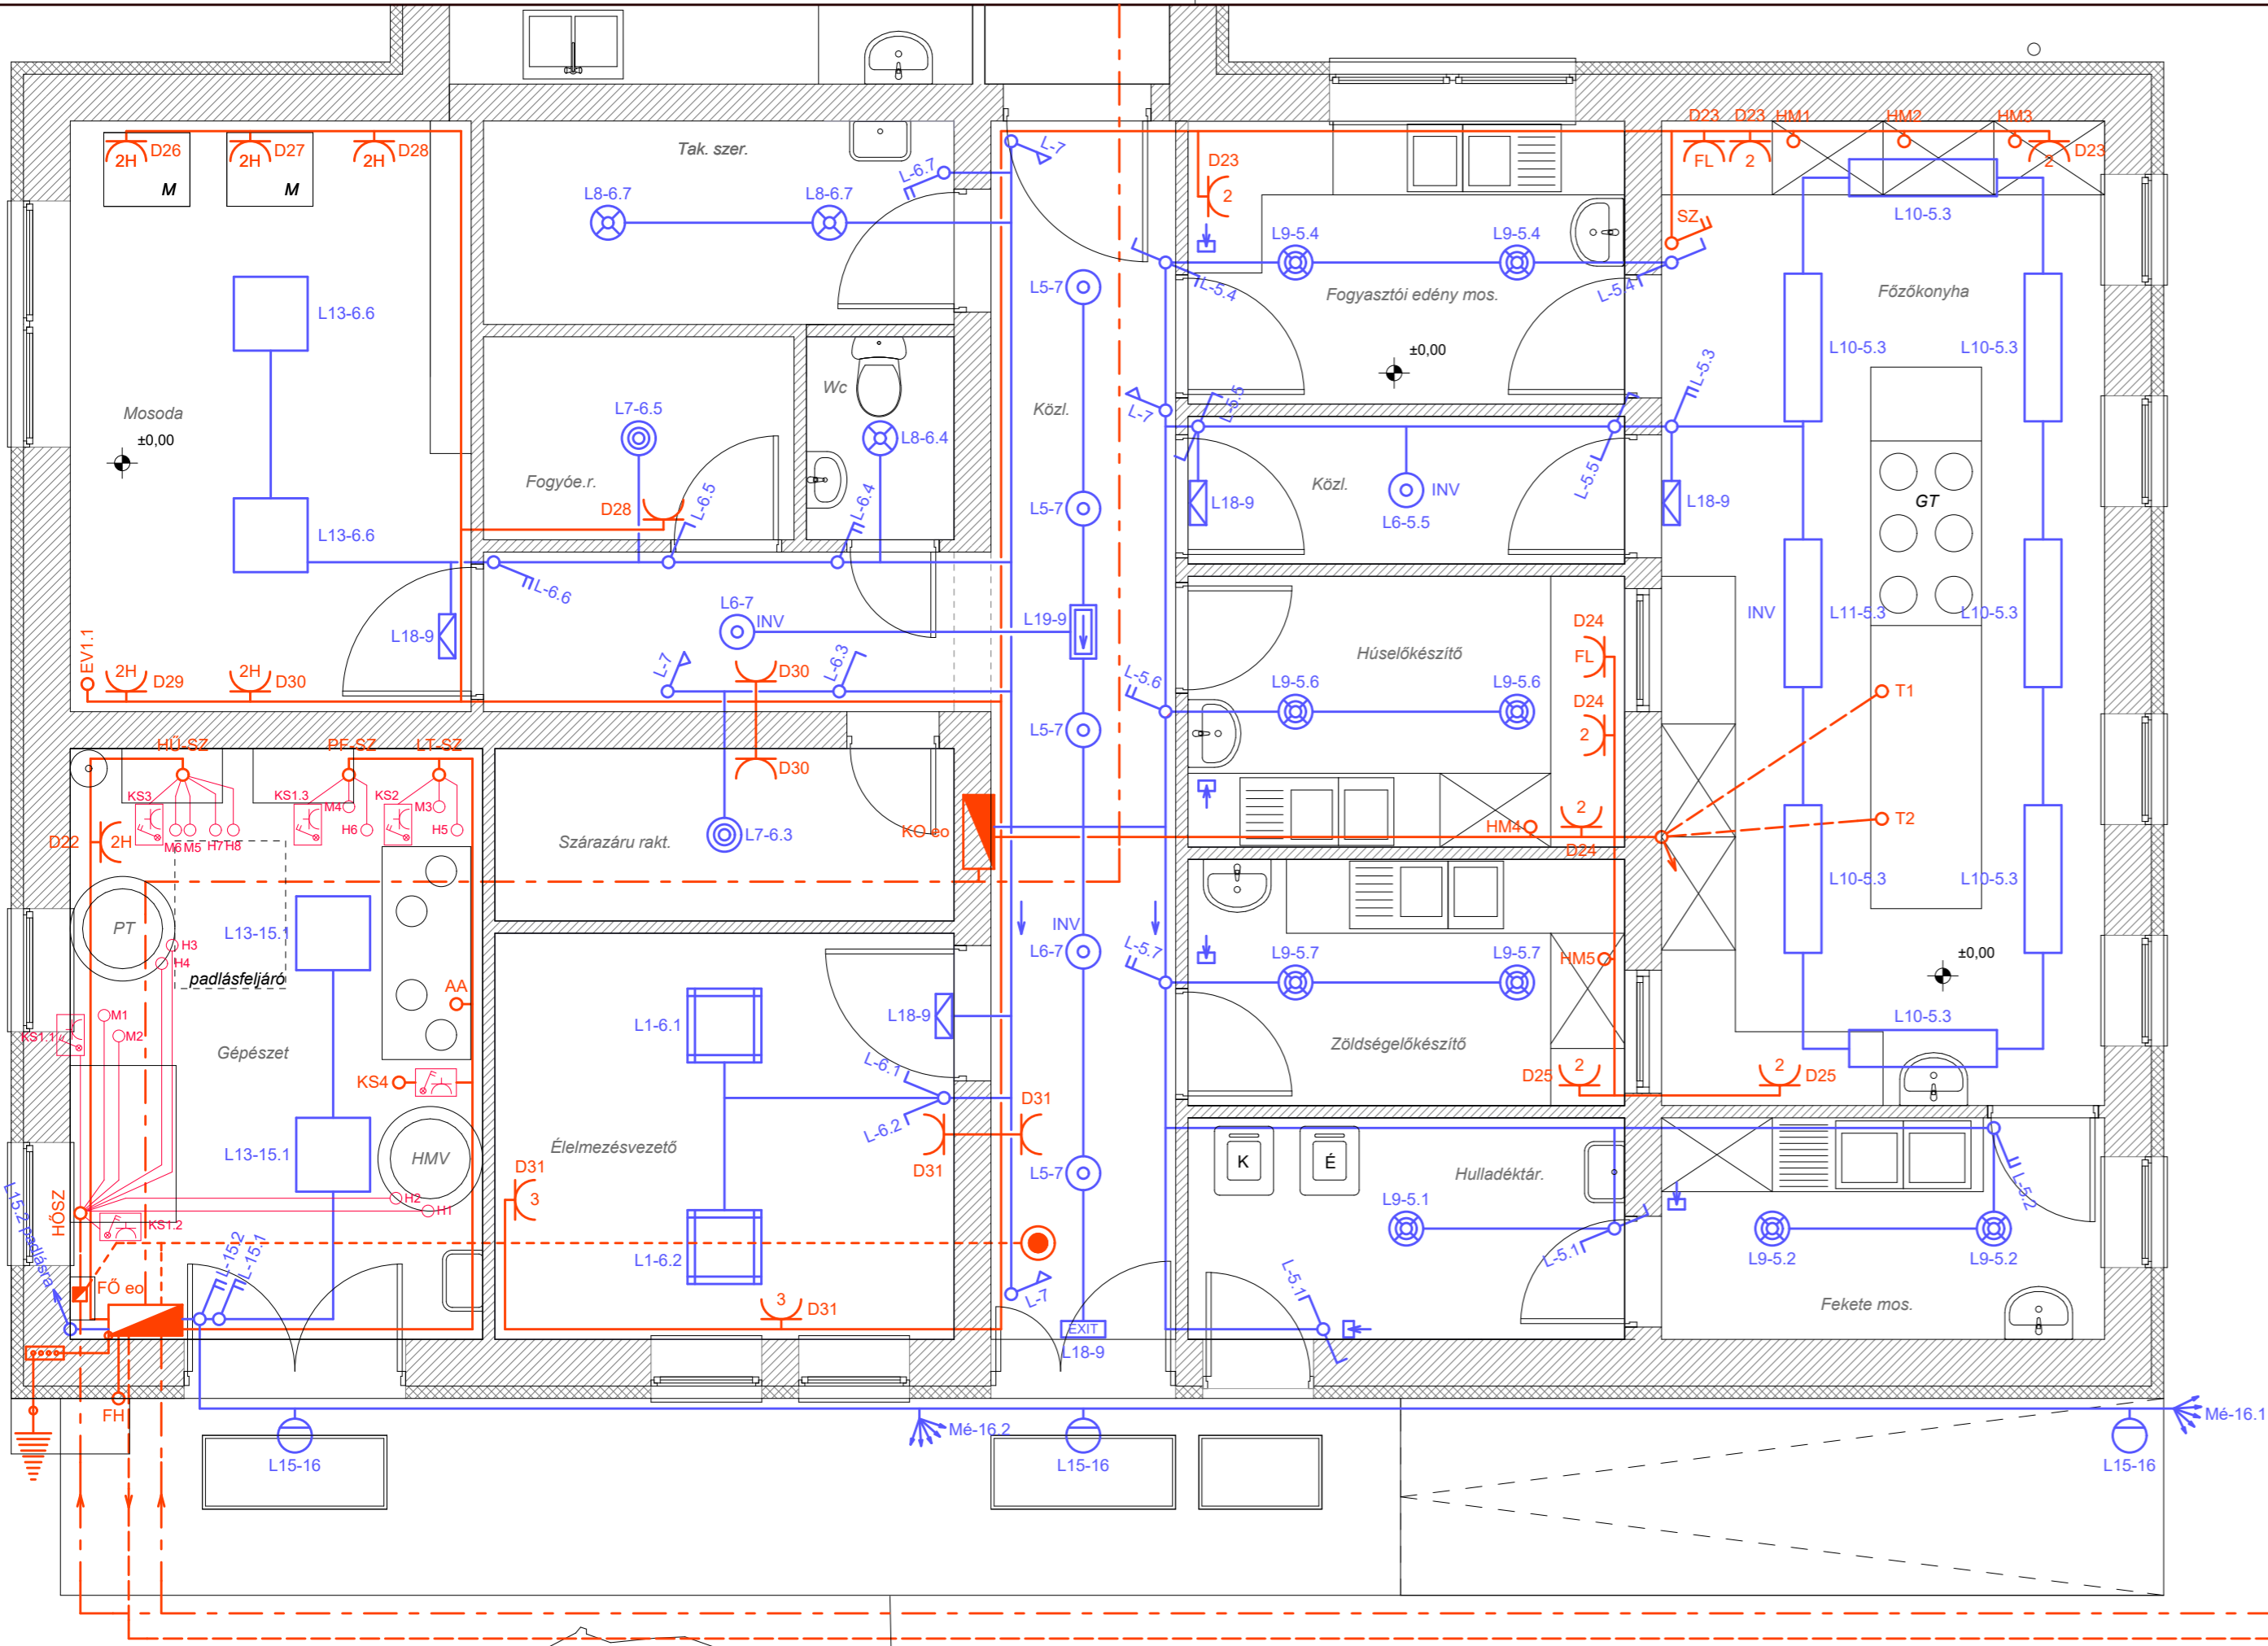 D26
2H
M
D27
2H
M
D28
2H
Tak. szer.
L-6.7
L-7
L8-6.7
L8-6.7
D23
2
D23
FL
D23
2
HM1
HM2
HM3
D23
2
L10-5.3
SZ
L9-5.4
L9-5.4
L-5.4
L-5.4
Fogyasztói edény mos.
Főzőkonyha
L13-6.6
L5-7
±0,00
L10-5.3
L10-5.3
L-5.3
Mosoda
±0,00
Wc
L7-6.5
L8-6.4
Közl.
L-7
L-5.5
Fogyóe.r.
D28
L-6.5
L-6.4
L5-7
L18-9
Közl.
INV
L6-5.5
L-5.5
L18-9
GT
L13-6.6
L-6.6
L6-7
INV
L19-9
L18-9
INV
L11-5.3
L10-5.3
D24
FL
Húselőkészítő
L-5.6
EV1.1
2H
D29
2H
D30
L-7
D30
L-6.3
L9-5.6
L9-5.6
D24
2
T1
L5-7
HŰ-SZ
PF-SZ
LT-SZ
D30
KS3
KS1.3
M4
KS2
M3
D22
2H
M6
M5
H7
H8
H6
H5
Szárazáru rakt.
L7-6.3
KO eo
HM4
2
D24
T2
L10-5.3
L10-5.3
PT
L13-15.1
H3
H4
padlásfeljáró
AA
INV
L6-7
L-5.7
L9-5.7
L9-5.7
HM5
±0,00
M1
M2
KS1.1
Gépészet
L1-6.1
L18-9
L-6.1
Zöldségelőkészítő
L10-5.3
KS4
D25
2
2
D25
L13-15.1
HMV
Élelmezésvezető
L-6.2
D31
D31
D31
3
L5-7
K
É
Hulladéktár.
L9-5.1
L-5.2
H2
H1
HŐSZ
KS1.2
L15.2 padlásra
L-15.2
L-15.1
L1-6.2
L-5.1
L-5.1
L9-5.2
L9-5.2
FŐ eo
3
D31
L-7
EXIT
L18-9
Fekete mos.
FH
L15-16
Mé-16.2
L15-16
Mé-16.1
L15-16